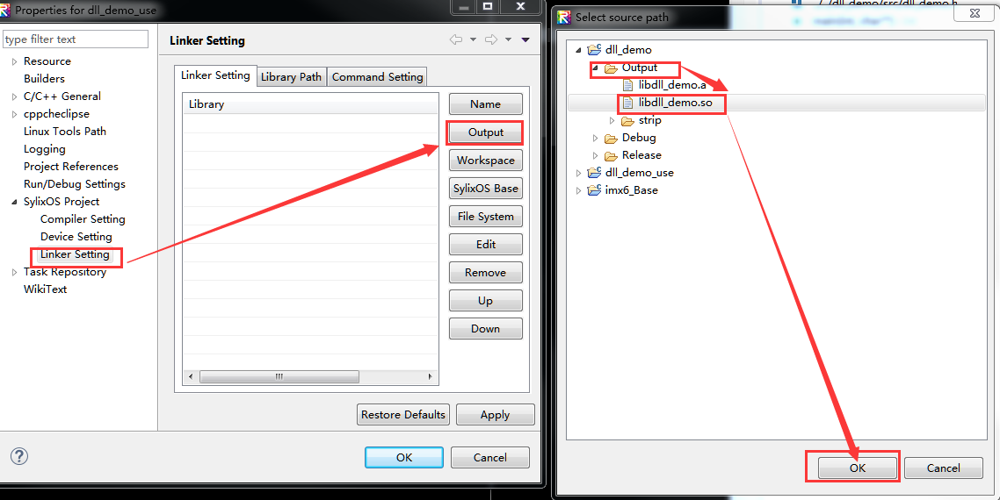 Properties for dll_demo_use
type filter text
Resource
Builders
C/C++ General
cppcheclipse
Linux Tools Path
Logging
Project References
Run/Debug Settings
SylixOS Project
Compiler Setting
Device Setting
Linker Setting
Task Repository
WikiText
Linker Setting
Linker Setting
Library Path
Command Setting
Library
Name
Output
Workspace
SylixOS Base
File System
Edit
Remove
Up
Down
Restore Defaults
Apply
OK
Cancel
Select source path
dll_demo
Output
libdll_demo.a
libdll_demo.so
strip
Debug
Release
dll_demo_use
imx6_Base
OK
Cancel